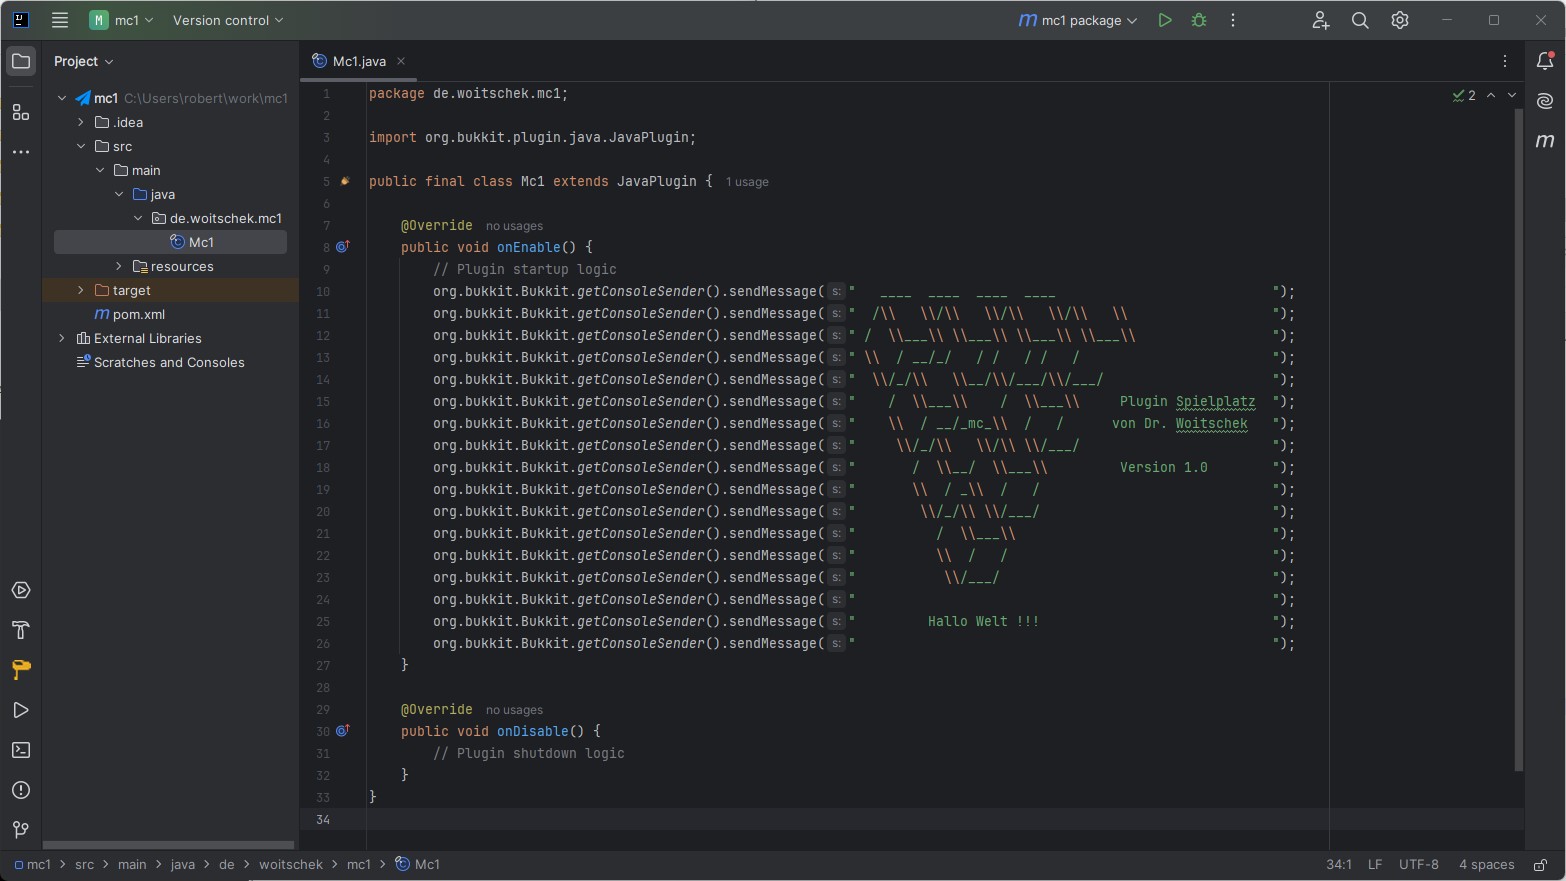 mc1 Version control mc1 package
Project Mc1.java
mc1 C:\Users\robert\work\mc1
.idea
src
main
java
de.woitschek.mc1
Mc1
resources
target
pom.xml
External Libraries
Scratches and Consoles
2
1 package de.woitschek.mc1;
2
3 import org.bukkit.plugin.java.JavaPlugin;
4
5 public final class Mc1 extends JavaPlugin { 1 usage
6
7     @Override no usages
8     public void onEnable() {
9         // Plugin startup logic
10         org.bukkit.Bukkit.getConsoleSender().sendMessage( s: "   ____  ____  ____  ____                           ");
11         org.bukkit.Bukkit.getConsoleSender().sendMessage( s: "  /\\   \\/\\   \\/\\   \\/\\   \\                  ");
12         org.bukkit.Bukkit.getConsoleSender().sendMessage( s: " /  \\___\\ \\___\\ \\___\\ \\___\\                 ");
13         org.bukkit.Bukkit.getConsoleSender().sendMessage( s: " \\  / __/_/   / /   / /   /                        ");
14         org.bukkit.Bukkit.getConsoleSender().sendMessage( s: "  \\/_/\\   \\__/\\/___/\\/___/                     ");
15         org.bukkit.Bukkit.getConsoleSender().sendMessage( s: "    /  \\___\\    /  \\___\\     Plugin Spielplatz  ");
16         org.bukkit.Bukkit.getConsoleSender().sendMessage( s: "    \\  / __/_mc_\\  /   /      von Dr. Woitschek   ");
17         org.bukkit.Bukkit.getConsoleSender().sendMessage( s: "     \\/_/\\   \\/\\ \\/___/                        ");
18         org.bukkit.Bukkit.getConsoleSender().sendMessage( s: "       /  \\__/  \\___\\         Version 1.0        ");
19         org.bukkit.Bukkit.getConsoleSender().sendMessage( s: "       \\  / _\\  /   /                             ");
20         org.bukkit.Bukkit.getConsoleSender().sendMessage( s: "        \\/_/\\ \\/___/                             ");
21         org.bukkit.Bukkit.getConsoleSender().sendMessage( s: "          /  \\___\\                                ");
22         org.bukkit.Bukkit.getConsoleSender().sendMessage( s: "          \\  /   /                                 ");
23         org.bukkit.Bukkit.getConsoleSender().sendMessage( s: "           \\/___/                                  ");
24         org.bukkit.Bukkit.getConsoleSender().sendMessage( s: "                                                    ");
25         org.bukkit.Bukkit.getConsoleSender().sendMessage( s: "         Hallo Welt !!!                             ");
26         org.bukkit.Bukkit.getConsoleSender().sendMessage( s: "                                                    ");
27     }
28
29     @Override no usages
30     public void onDisable() {
31         // Plugin shutdown logic
32     }
33 }
34
mc1 > src > main > java > de > woitschek > mc1 > Mc1 34:1 LF UTF-8 4 spaces